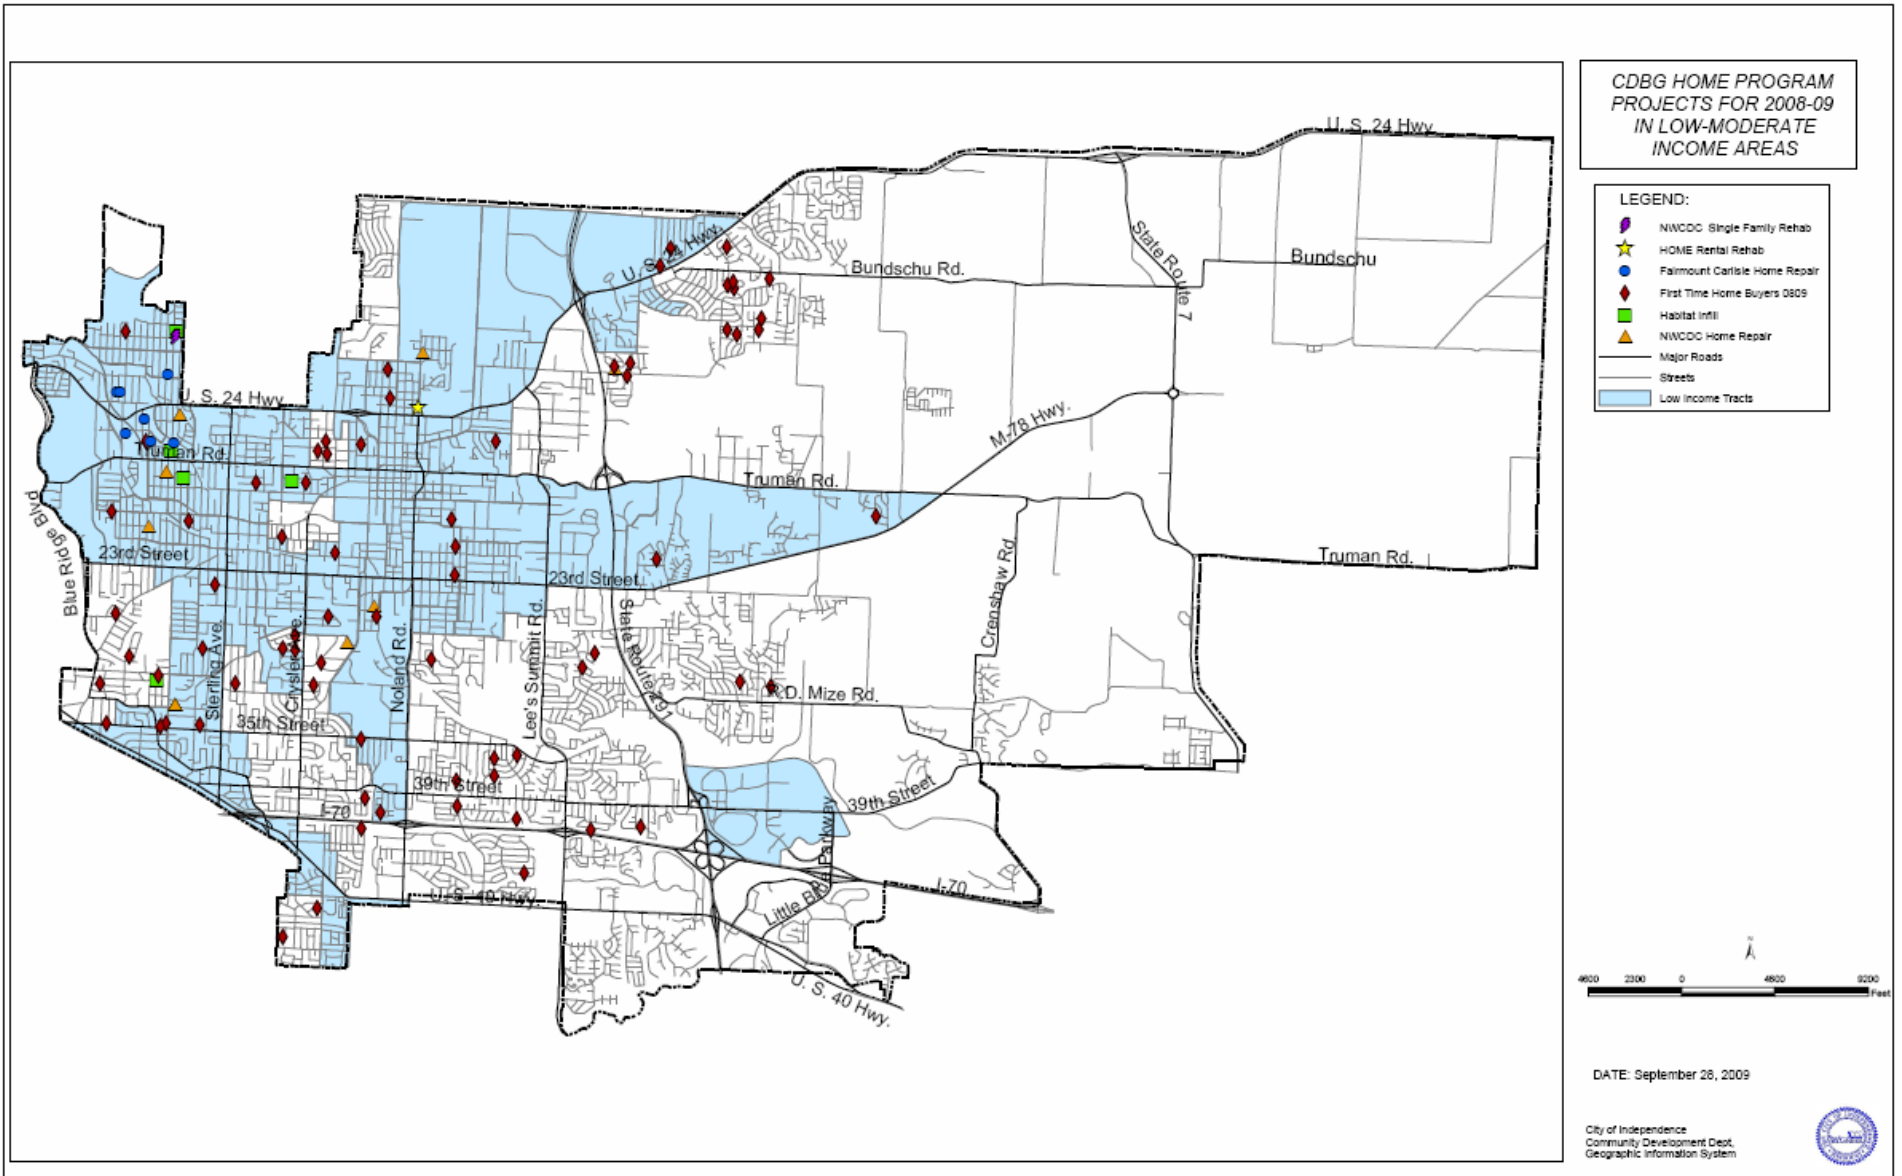 CDBG HOME PROGRAM
PROJECTS FOR 2008-09
IN LOW-MODERATE
INCOME AREAS
LEGEND:
NWCDC Single Family Rehab
HOME Rental Rehab
Fairmount Carlisle Home Repair
First Time Home Buyers 0809
Habitat Infill
NWCDC Home Repair
Major Roads
Streets
Low Income Tracts
U. S. 24 Hwy.
U. S. 24 Hwy.
State Route 7
Bundschu Rd.
Bundschu
U. S. 24 Hwy.
M-78 Hwy.
Truman Rd.
Truman Rd.
Blue Ridge Blvd
23rd Street
23rd Street
Truman Rd.
Crenshaw Rd.
Sterling Ave.
Crysler Ave.
Noland Rd.
Lee's Summit Rd.
State Route 291
R.D. Mize Rd.
35th Street
39th Street
39th Street
I-70
Little Blue Parkway
I-70
U. S. 40 Hwy.
U. S. 40 Hwy.
N
4600 2300 0 4600 9200
Feet
DATE: September 28, 2009
City of Independence
Community Development Dept.
Geographic Information System